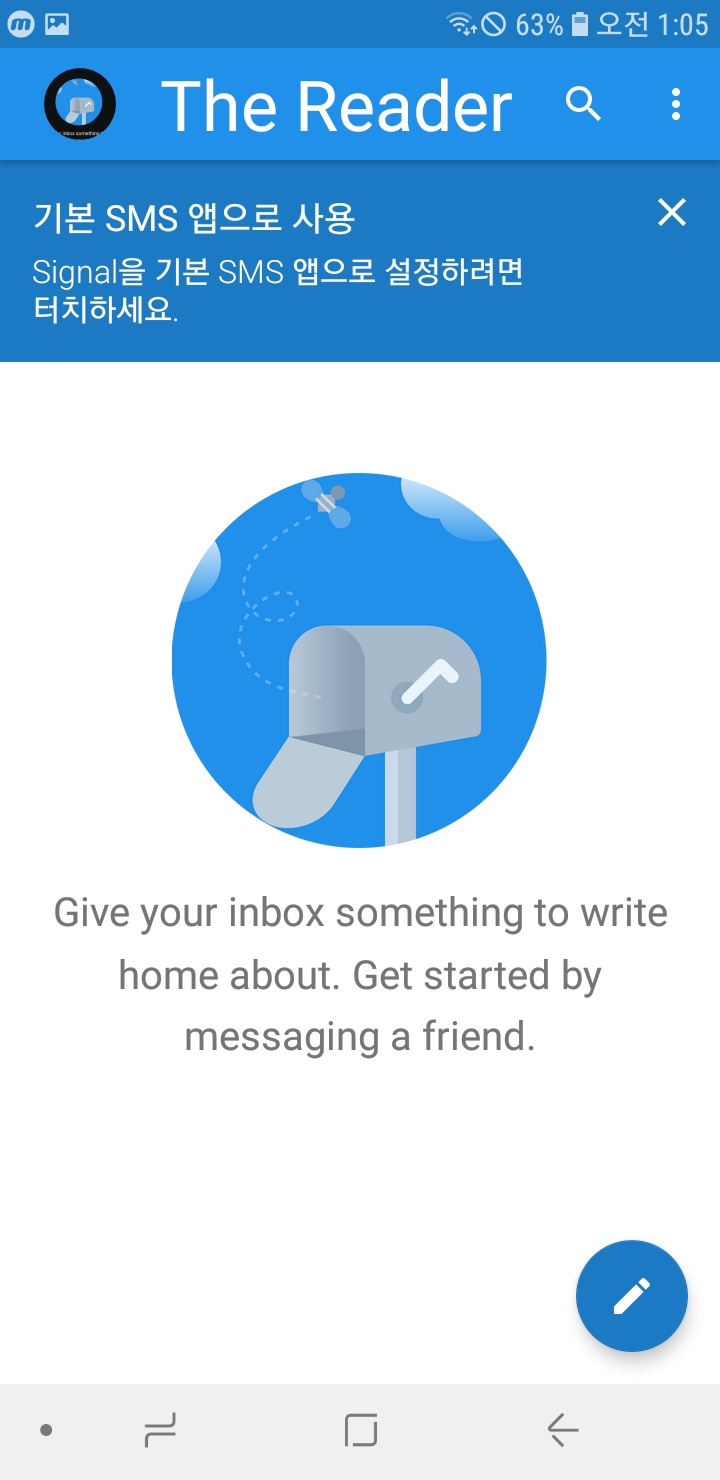 63% 오전 1:05
The Reader
기본 SMS 앱으로 사용
Signal을 기본 SMS 앱으로 설정하려면
터치하세요.
Give your inbox something to write
home about. Get started by
messaging a friend.